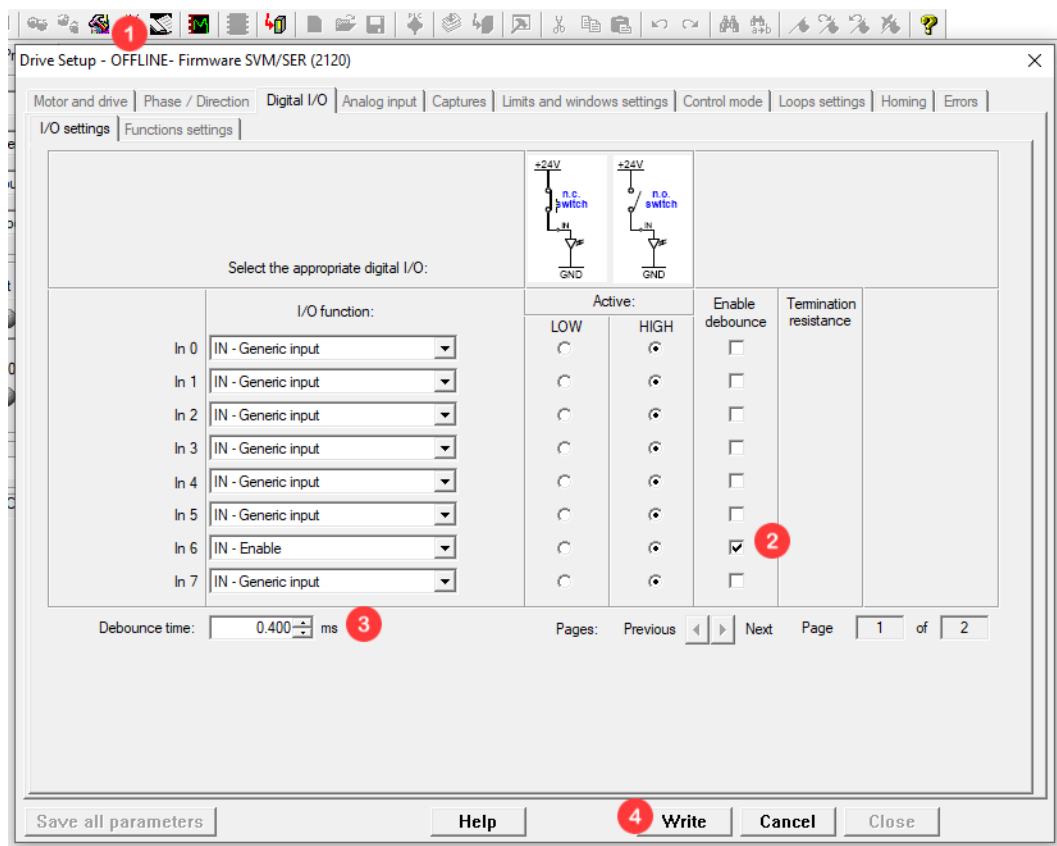 1
Drive Setup - OFFLINE- Firmware SVM/SER (2120)
Motor and drive Phase / Direction Digital I/O Analog input Captures Limits and windows settings Control mode Loops settings Homing Errors
I/O settings Functions settings
+24V +24V
n.c. switch n.o. switch
IN IN
GND GND
Select the appropriate digital I/O:
I/O function: Active: Enable debounce Termination resistance
LOW HIGH
In 0 IN - Generic input
In 1 IN - Generic input
In 2 IN - Generic input
In 3 IN - Generic input
In 4 IN - Generic input
In 5 IN - Generic input
In 6 IN - Enable 2
In 7 IN - Generic input
Debounce time: 0.400 ms 3 Pages: Previous Next Page 1 of 2
Save all parameters Help 4 Write Cancel Close